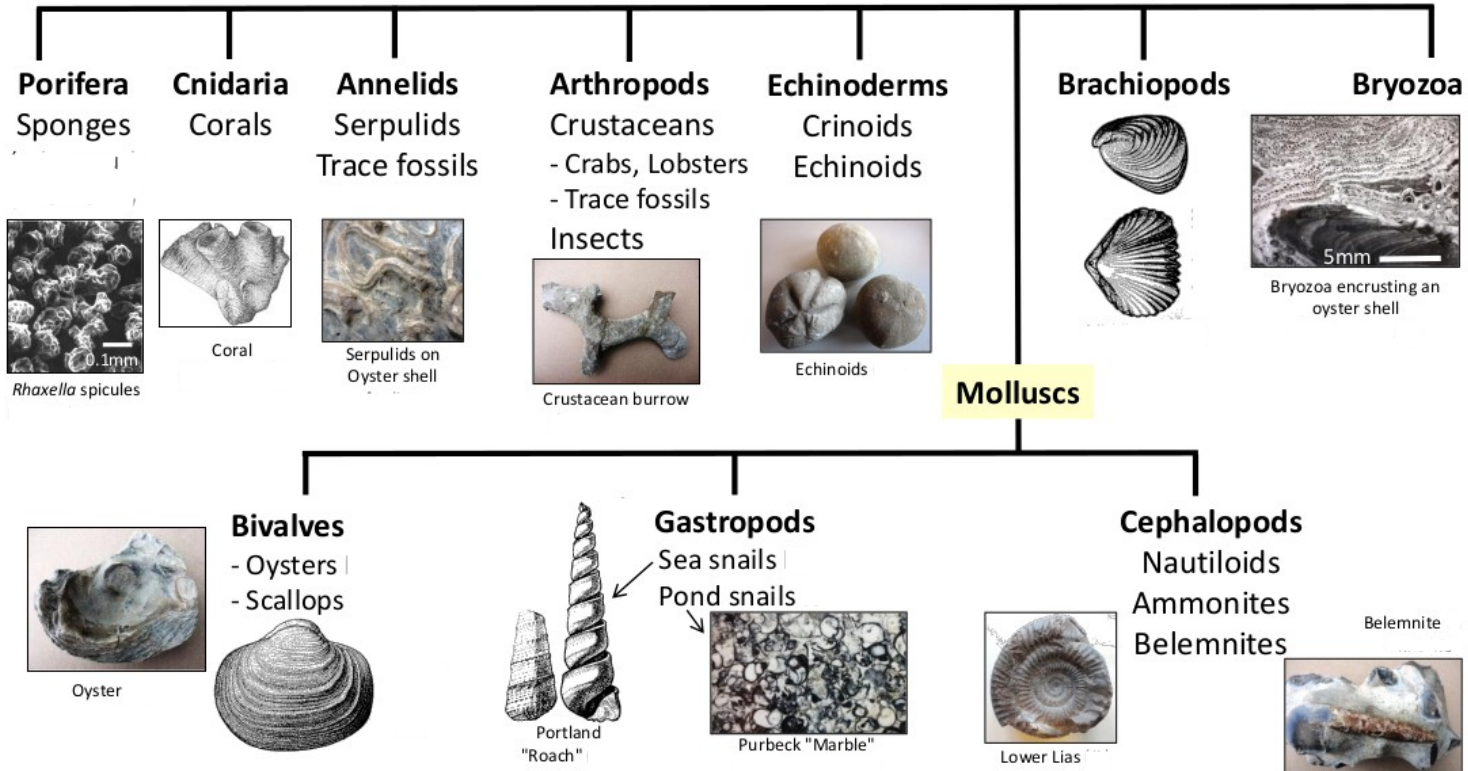 Porifera
Sponges
0.1mm
Rhaxella spicules
Cnidaria
Corals
Coral
Annelids
Serpulids
Trace fossils
Serpulids on
Oyster shell
Arthropods
Crustaceans
- Crabs, Lobsters
- Trace fossils
Insects
Crustacean burrow
Echinoderms
Crinoids
Echinoids
Echinoids
Brachiopods
Bryozoa
5mm
Bryozoa encrusting an
oyster shell
Molluscs
Bivalves
- Oysters
- Scallops
Oyster
Gastropods
Sea snails
Pond snails
Portland
"Roach"
Purbeck "Marble"
Cephalopods
Nautiloids
Ammonites
Belemnites
Lower Lias
Belemnite